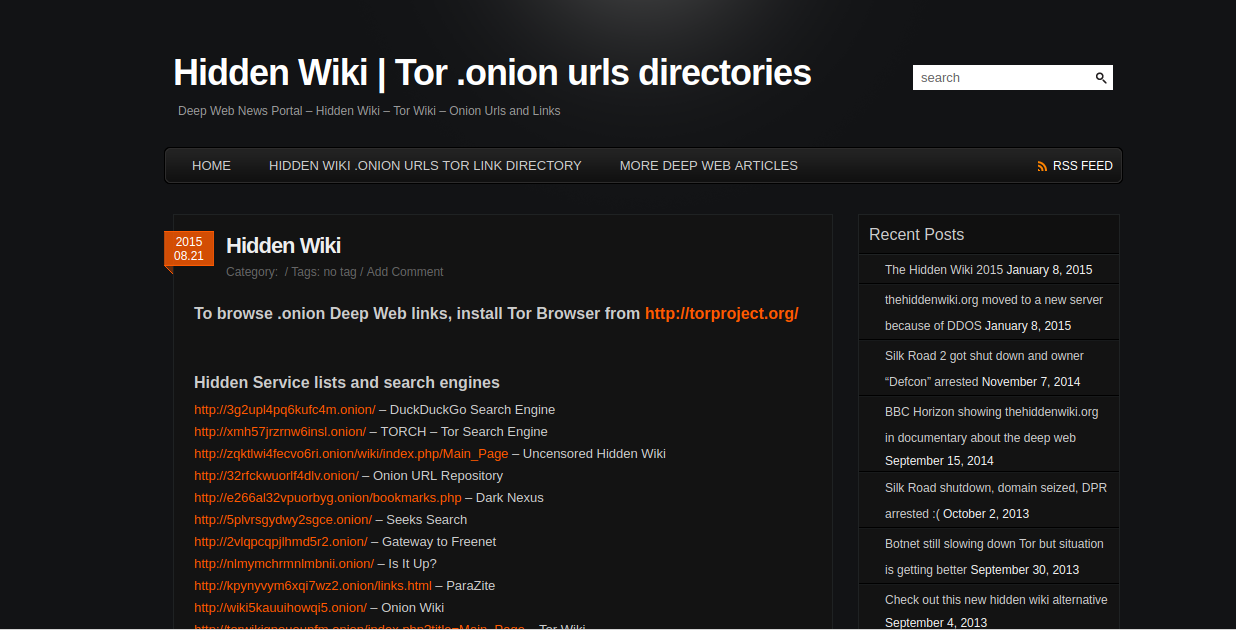 Hidden Wiki | Tor .onion urls directories
search
Deep Web News Portal – Hidden Wiki – Tor Wiki – Onion Urls and Links
HOME HIDDEN WIKI .ONION URLS TOR LINK DIRECTORY MORE DEEP WEB ARTICLES RSS FEED
2015
08.21
Hidden Wiki
Category: / Tags: no tag / Add Comment
To browse .onion Deep Web links, install Tor Browser from http://torproject.org/
Hidden Service lists and search engines
http://3g2upl4pq6kufc4m.onion/ – DuckDuckGo Search Engine
http://xmh57jrzrnw6insl.onion/ – TORCH – Tor Search Engine
http://zqktlwi4fecvo6ri.onion/wiki/index.php/Main_Page – Uncensored Hidden Wiki
http://32rfckwuorlf4dlv.onion/ – Onion URL Repository
http://e266al32vpuorbyg.onion/bookmarks.php – Dark Nexus
http://5plvrsgydwy2sgce.onion/ – Seeks Search
http://2vlqpcqpjlhmd5r2.onion/ – Gateway to Freenet
http://nlmymchrmnlmbnii.onion/ – Is It Up?
http://kpynyvym6xqi7wz2.onion/links.html – ParaZite
http://wiki5kauuihowqi5.onion/ – Onion Wiki
http://torwikignoueupfm.onion/index.php?title=Main_Page – Tor Wiki
Recent Posts
The Hidden Wiki 2015 January 8, 2015
thehiddenwiki.org moved to a new server
because of DDOS January 8, 2015
Silk Road 2 got shut down and owner
“Defcon” arrested November 7, 2014
BBC Horizon showing thehiddenwiki.org
in documentary about the deep web
September 15, 2014
Silk Road shutdown, domain seized, DPR
arrested :( October 2, 2013
Botnet still slowing down Tor but situation
is getting better September 30, 2013
Check out this new hidden wiki alternative
September 4, 2013